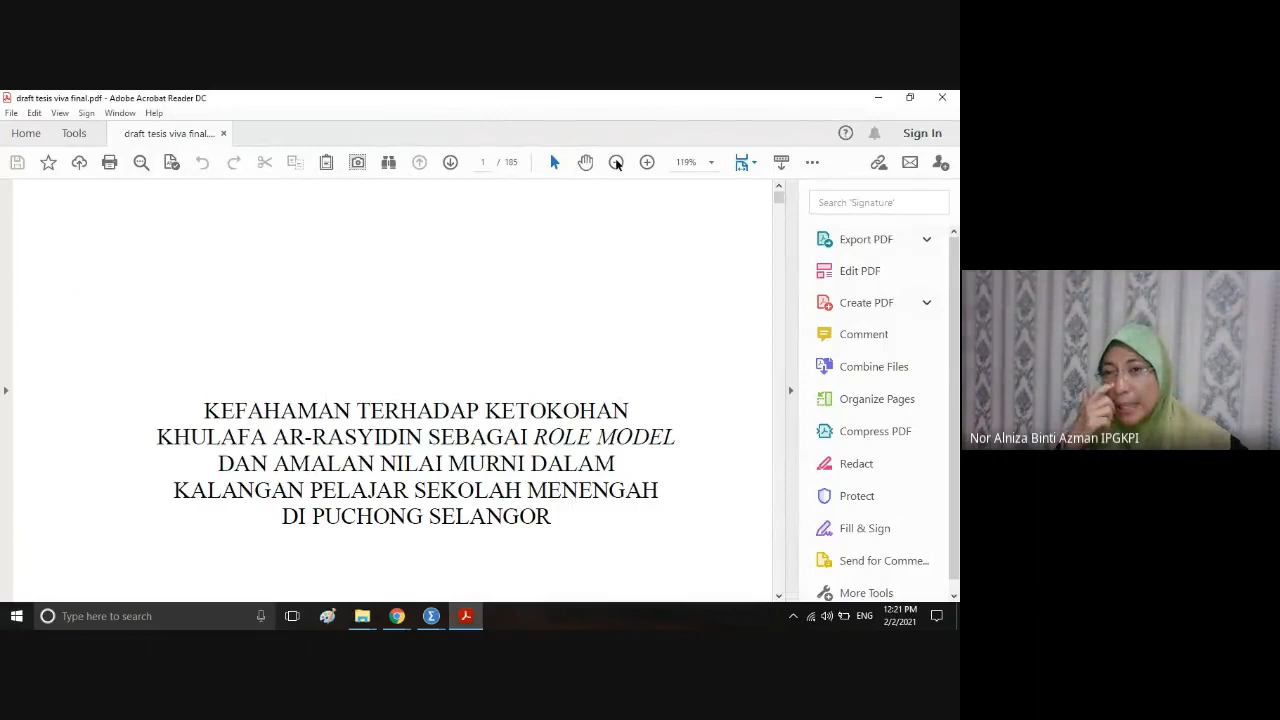 draft tesis viva final.pdf - Adobe Acrobat Reader DC
File Edit View Sign Window Help
Home Tools draft tesis viva final.... × Sign In
1 / 185 119%
Search 'Signature'
Export PDF
Edit PDF
Create PDF
Comment
Combine Files
Organize Pages
Compress PDF
Redact
Protect
Fill & Sign
Send for Comme...
More Tools
KEFAHAMAN TERHADAP KETOKOHAN
KHULAFA AR-RASYIDIN SEBAGAI ROLE MODEL
DAN AMALAN NILAI MURNI DALAM
KALANGAN PELAJAR SEKOLAH MENENGAH
DI PUCHONG SELANGOR
Nor Alniza Binti Azman IPGKPI
Type here to search
ENG
12:21 PM
2/2/2021